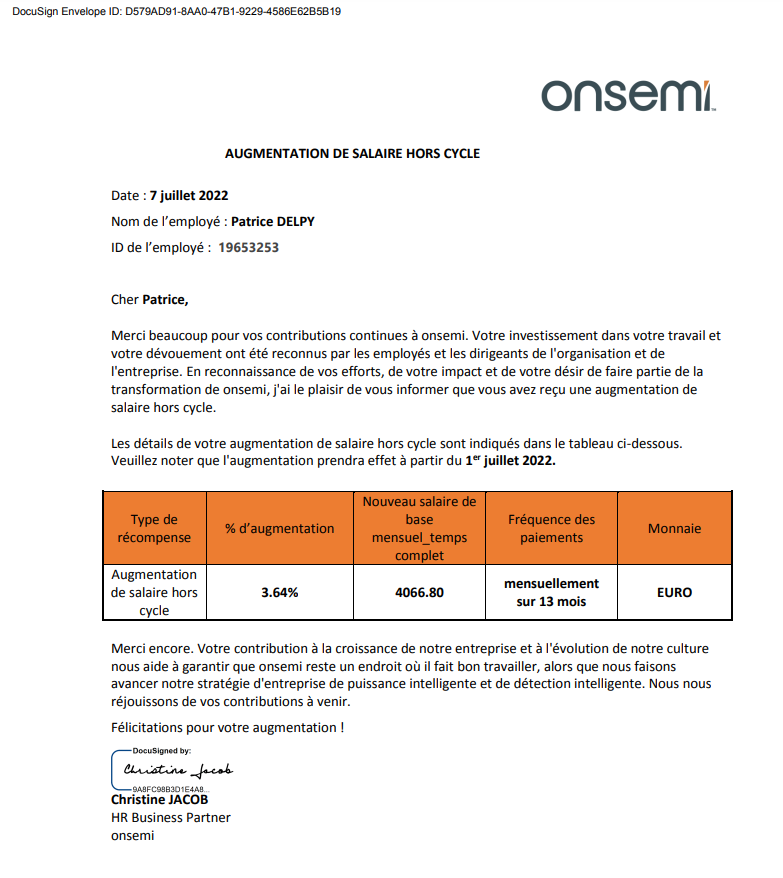 DocuSign Envelope ID: D579AD91-8AA0-47B1-9229-4586E62B5B19
onsemi™
AUGMENTATION DE SALAIRE HORS CYCLE
Date : 7 juillet 2022
Nom de l’employé : Patrice DELPY
ID de l’employé : 19653253
Cher Patrice,
Merci beaucoup pour vos contributions continues à onsemi. Votre investissement dans votre travail et
votre dévouement ont été reconnus par les employés et les dirigeants de l'organisation et de
l'entreprise. En reconnaissance de vos efforts, de votre impact et de votre désir de faire partie de la
transformation de onsemi, j'ai le plaisir de vous informer que vous avez reçu une augmentation de
salaire hors cycle.
Les détails de votre augmentation de salaire hors cycle sont indiqués dans le tableau ci-dessous.
Veuillez noter que l'augmentation prendra effet à partir du 1er juillet 2022.
Type de
récompense
% d’augmentation
Nouveau salaire de
base
mensuel_temps
complet
Fréquence des
paiements
Monnaie
Augmentation
de salaire hors
cycle
3.64%
4066.80
mensuellement
sur 13 mois
EURO
Merci encore. Votre contribution à la croissance de notre entreprise et à l'évolution de notre culture
nous aide à garantir que onsemi reste un endroit où il fait bon travailler, alors que nous faisons
avancer notre stratégie d'entreprise de puissance intelligente et de détection intelligente. Nous nous
réjouissons de vos contributions à venir.
Félicitations pour votre augmentation !
DocuSigned by:
Christine Jacob
9A8FC98B3D1E4A8...
Christine JACOB
HR Business Partner
onsemi